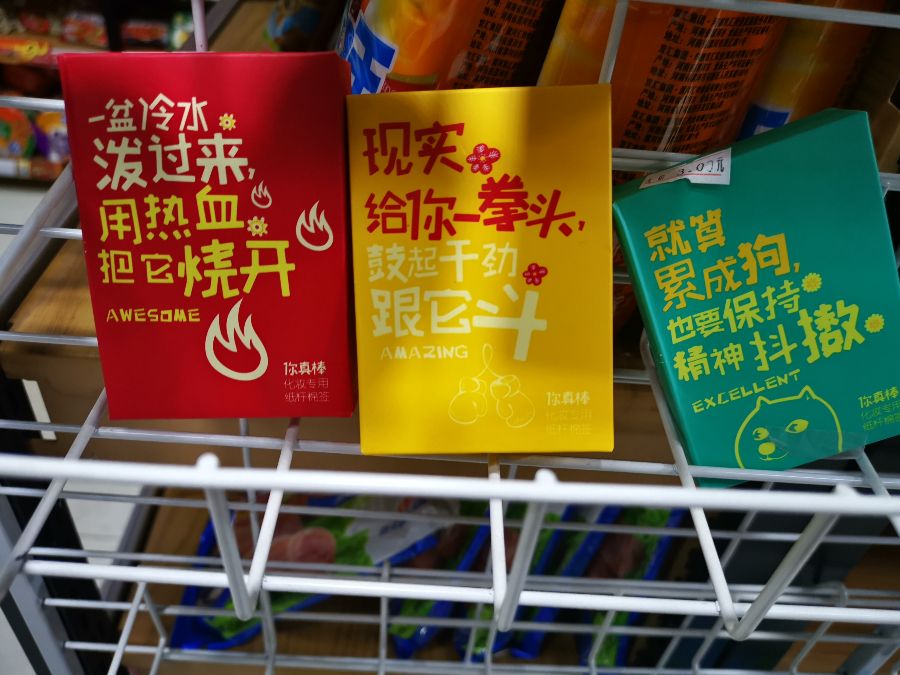 一盆冷水
泼过来,
用热血
把它烧开
AWESOME
你真棒
化妆专用
纸杆棉签
现实
给你一拳头,
鼓起干劲
跟它斗
AMAZING
你真棒
化妆专用
纸杆棉签
3.00元
就算
累成狗,
也要保持
精神抖擞
EXCELLENT
你真棒
化妆专用
纸杆棉签